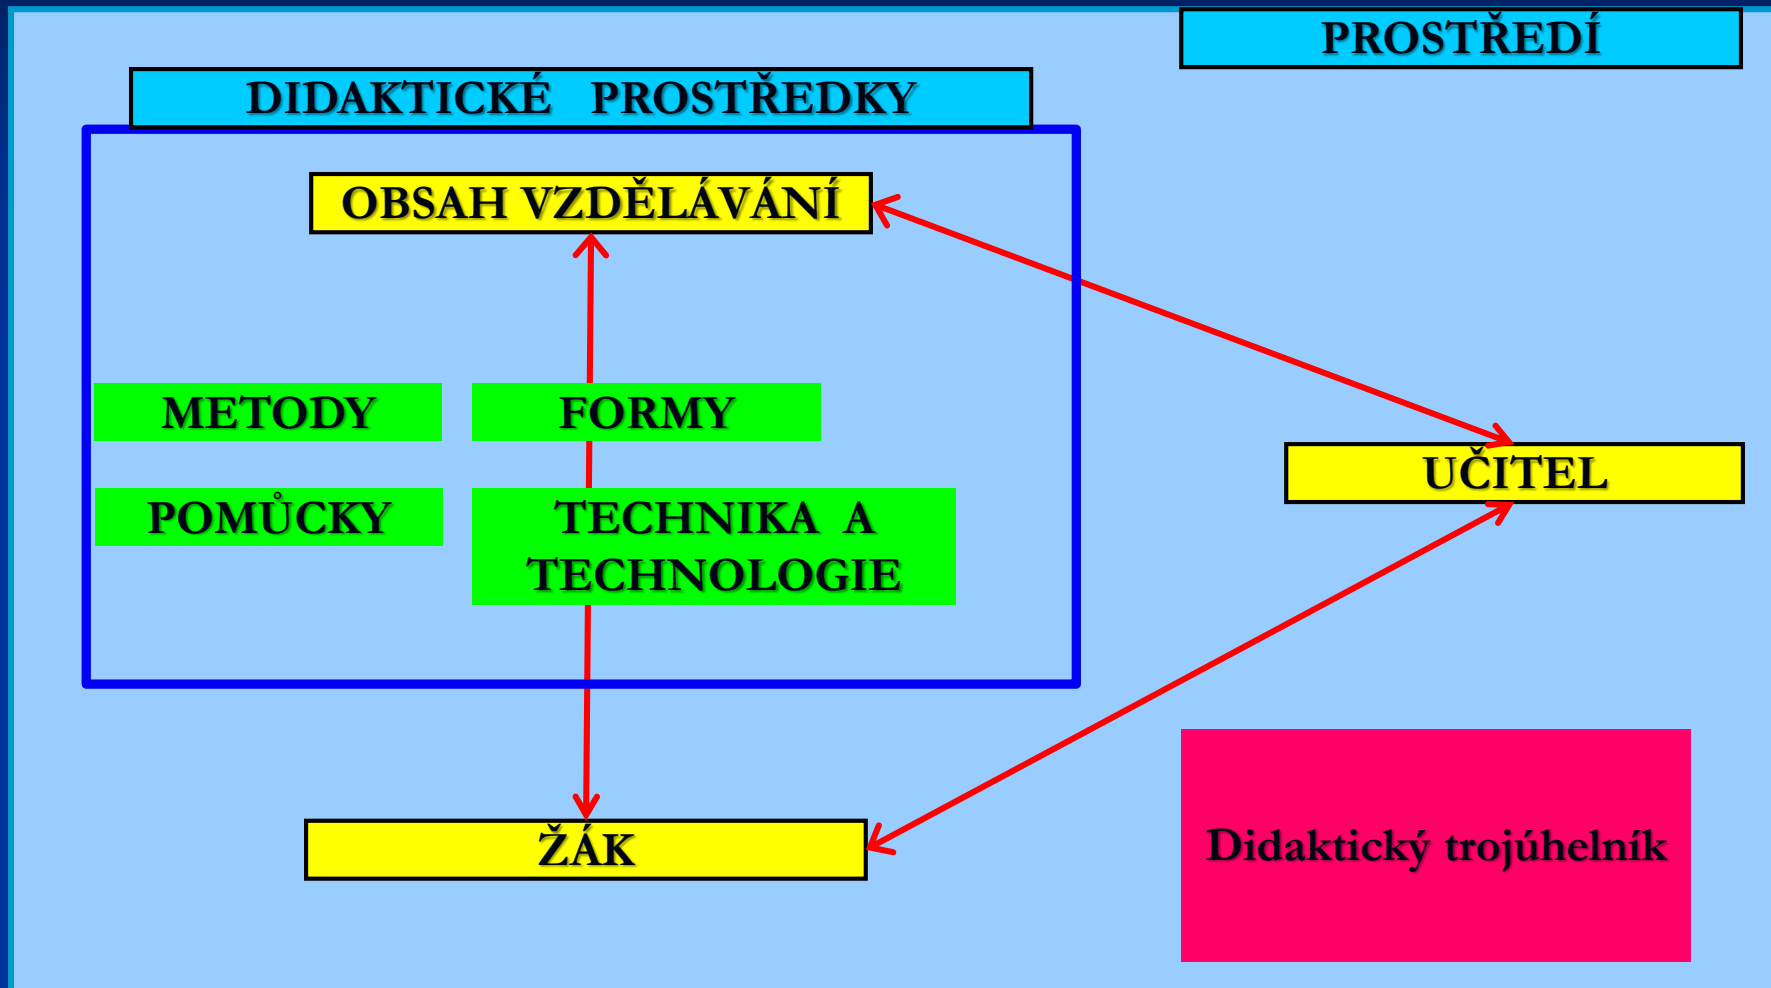 PROSTŘEDÍ
DIDAKTICKÉ PROSTŘEDKY
OBSAH VZDĚLÁVÁNÍ
METODY
FORMY
UČITEL
POMŮCKY
TECHNIKA A
TECHNOLOGIE
ŽÁK
Didaktický trojúhelník